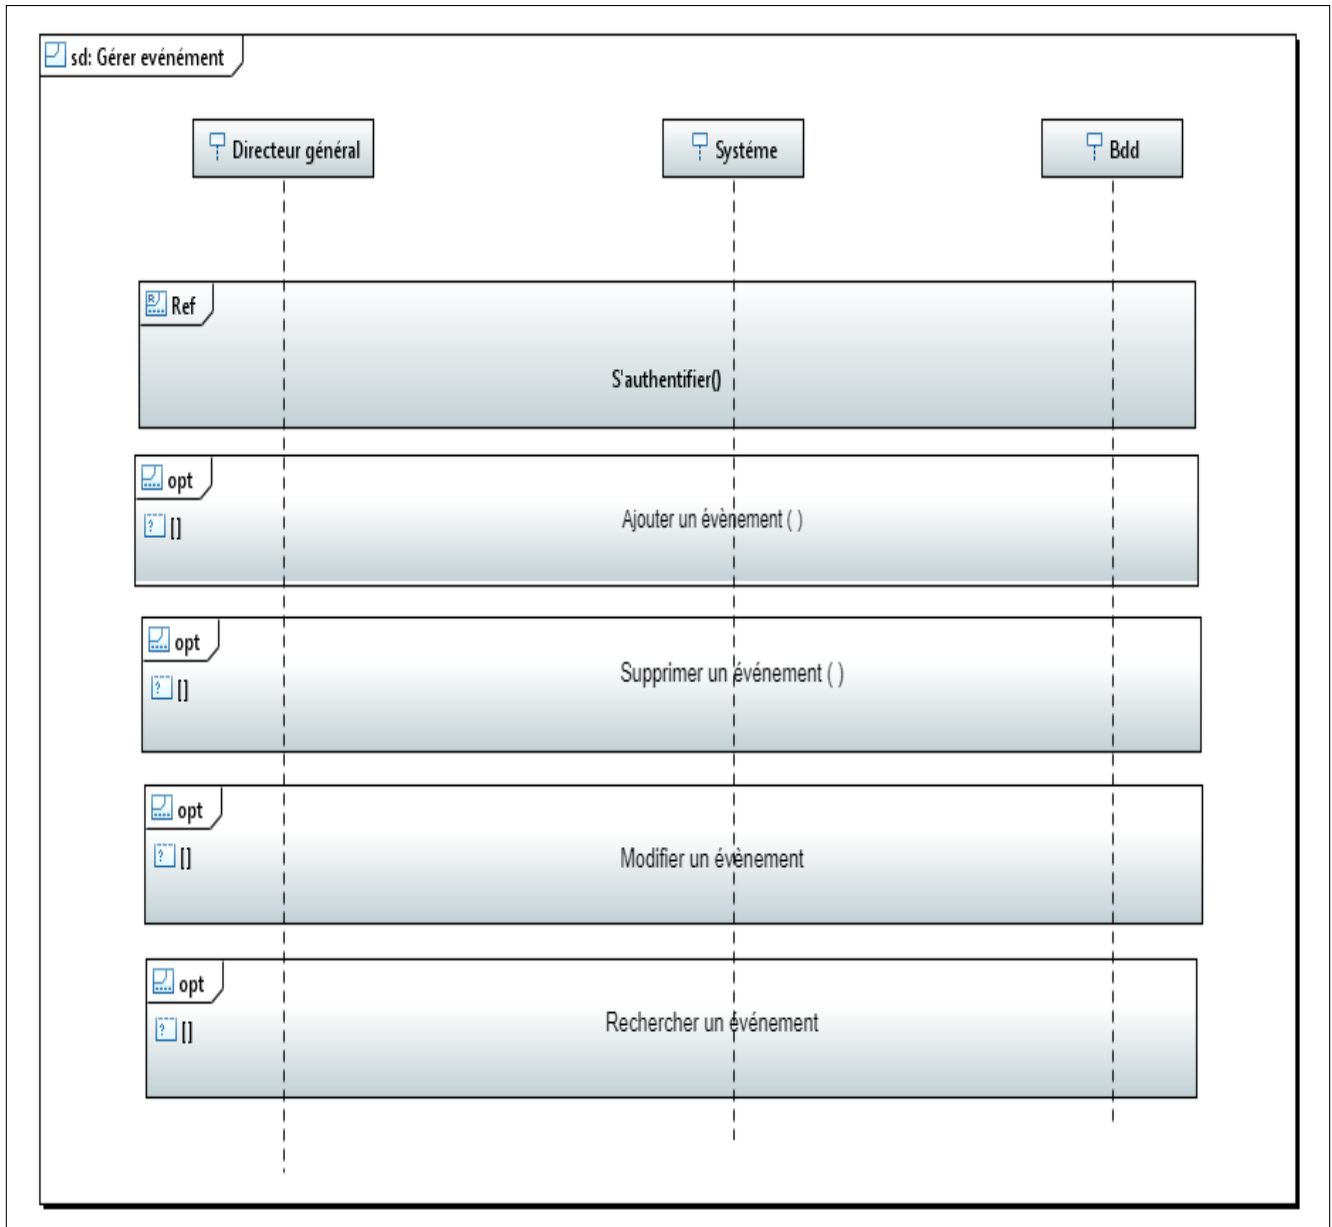 sd: Gérer evénément
Directeur général
Systéme
Bdd
Ref
S'authentifier()
opt
[]
Ajouter un évènement ( )
opt
[]
Supprimer un événement ( )
opt
[]
Modifier un évènement
opt
[]
Rechercher un événement